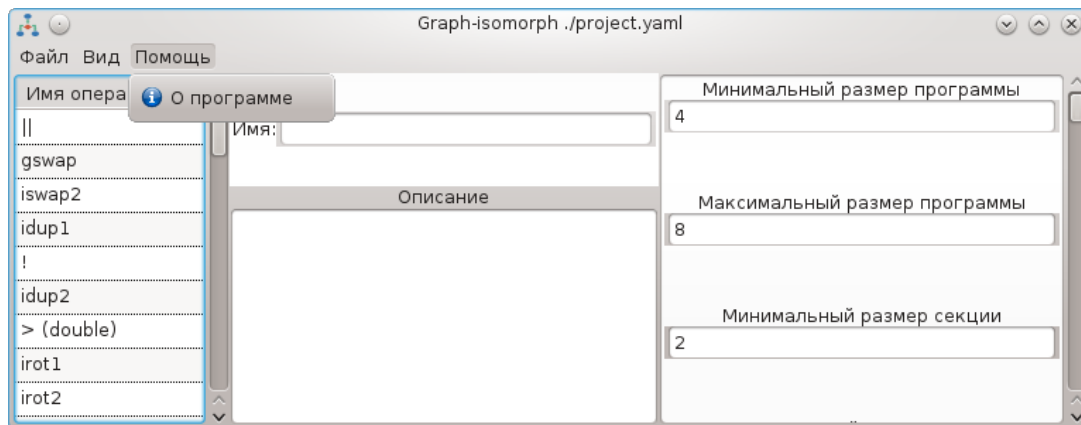 Graph-isomorph ./project.yaml
Файл Вид Помощь
О программе
Имя опера
||
gswap
iswap2
idup1
!
idup2
> (double)
irot1
irot2
Имя:
Описание
Минимальный размер программы
4
Максимальный размер программы
8
Минимальный размер секции
2